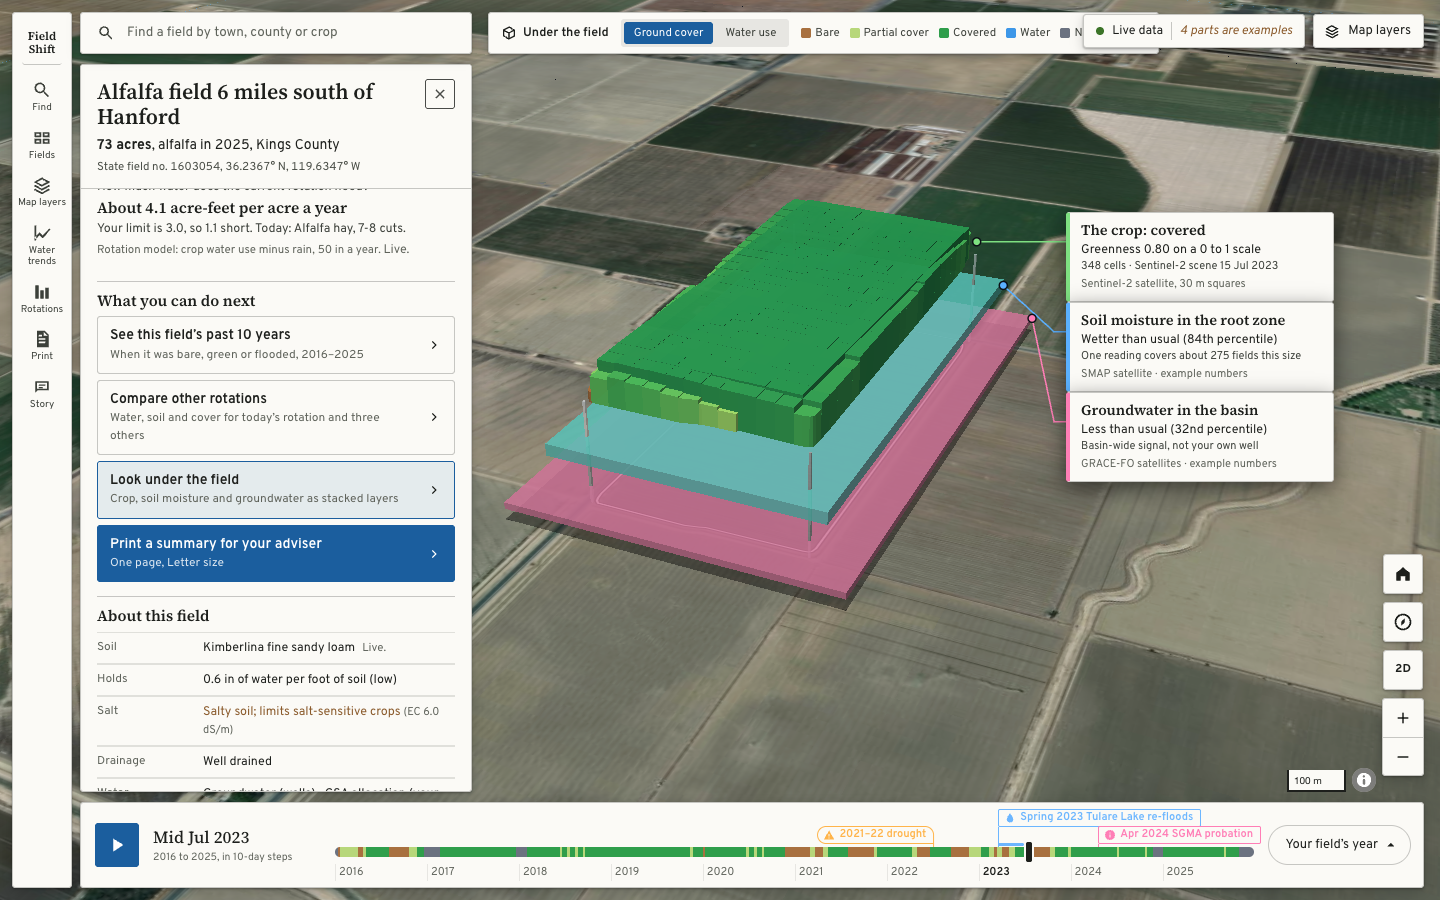 Field
Shift
Find
Fields
Map layers
Water
trends
Rotations
Print
Story
Find a field by town, county or crop
Under the field
Ground cover
Water use
Bare
Partial cover
Covered
Water
Live data
4 parts are examples
Map layers
Alfalfa field 6 miles south of
Hanford
73 acres, alfalfa in 2025, Kings County
State field no. 1603054, 36.2367° N, 119.6347° W
About 4.1 acre-feet per acre a year
Your limit is 3.0, so 1.1 short. Today: Alfalfa hay, 7-8 cuts.
Rotation model: crop water use minus rain, 50 in a year. Live.
What you can do next
See this field's past 10 years
When it was bare, green or flooded, 2016–2025
Compare other rotations
Water, soil and cover for today's rotation and three
others
Look under the field
Crop, soil moisture and groundwater as stacked layers
Print a summary for your adviser
One page, Letter size
About this field
Soil
Kimberlina fine sandy loam Live.
Holds
0.6 in of water per foot of soil (low)
Salt
Salty soil; limits salt-sensitive crops (EC 6.0
dS/m)
Drainage
Well drained
The crop: covered
Greenness 0.80 on a 0 to 1 scale
348 cells · Sentinel-2 scene 15 Jul 2023
Sentinel-2 satellite, 30 m squares
Soil moisture in the root zone
Wetter than usual (84th percentile)
One reading covers about 275 fields this size
SMAP satellite · example numbers
Groundwater in the basin
Less than usual (32nd percentile)
Basin-wide signal, not your own well
GRACE-FO satellites · example numbers
2D
100 m
Mid Jul 2023
2016 to 2025, in 10-day steps
2021–22 drought
Spring 2023 Tulare Lake re-floods
Apr 2024 SGMA probation
2016
2017
2018
2019
2020
2021
2022
2023
2024
2025
Your field's year